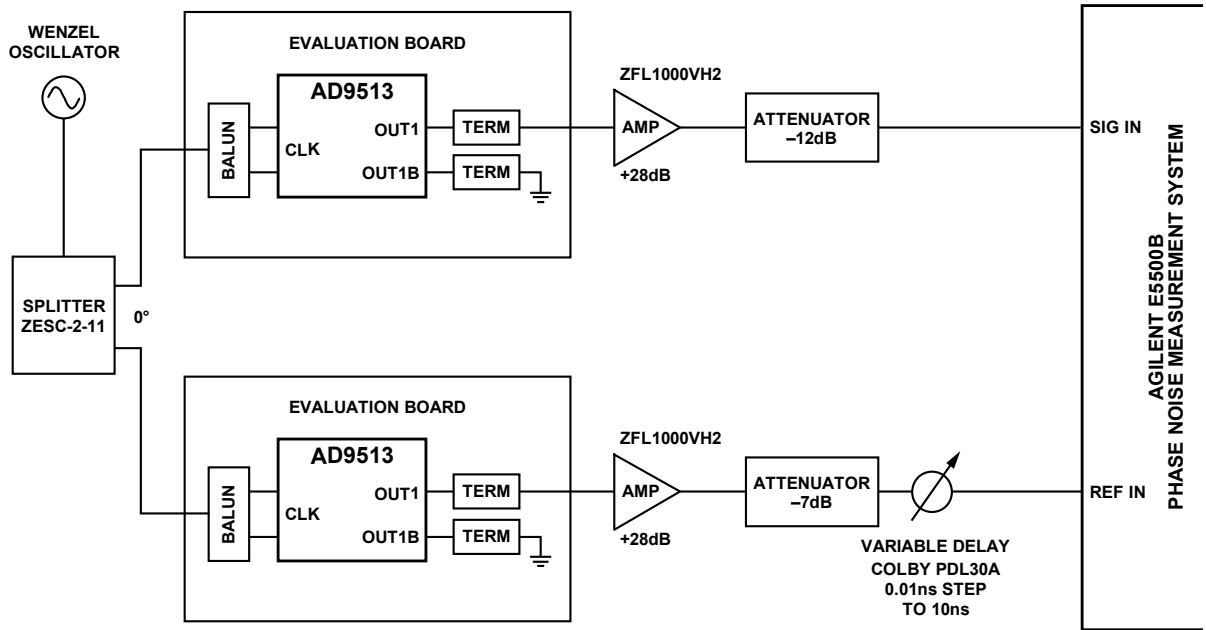 WENZEL
OSCILLATOR
SPLITTER
ZESC-2-11
0°
EVALUATION BOARD
BALUN
AD9513
CLK
OUT1
OUT1B
TERM
TERM
ZFL1000VH2
AMP
+28dB
ATTENUATOR
–12dB
SIG IN
EVALUATION BOARD
BALUN
AD9513
CLK
OUT1
OUT1B
TERM
TERM
ZFL1000VH2
AMP
+28dB
ATTENUATOR
–7dB
VARIABLE DELAY
COLBY PDL30A
0.01ns STEP
TO 10ns
REF IN
AGILENT E5500B
PHASE NOISE MEASUREMENT SYSTEM